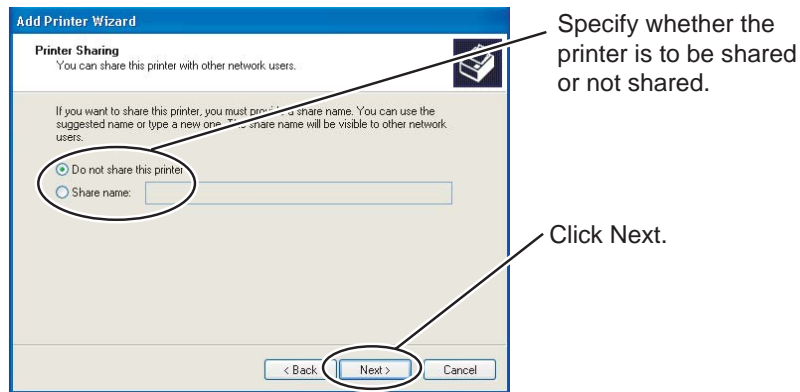 Add Printer Wizard
Printer Sharing
You can share this printer with other network users.
If you want to share this printer, you must provide a share name. You can use the
suggested name or type a new one. The share name will be visible to other network
users.
Do not share this printer
Share name:
< Back
Next >
Cancel
Specify whether the
printer is to be shared
or not shared.
Click Next.